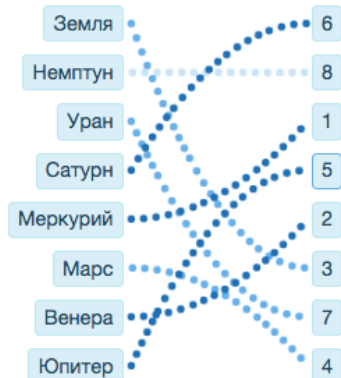 Земля 6
Немптун 8
Уран 1
Сатурн 5
Меркурий 2
Марс 3
Венера 7
Юпитер 4